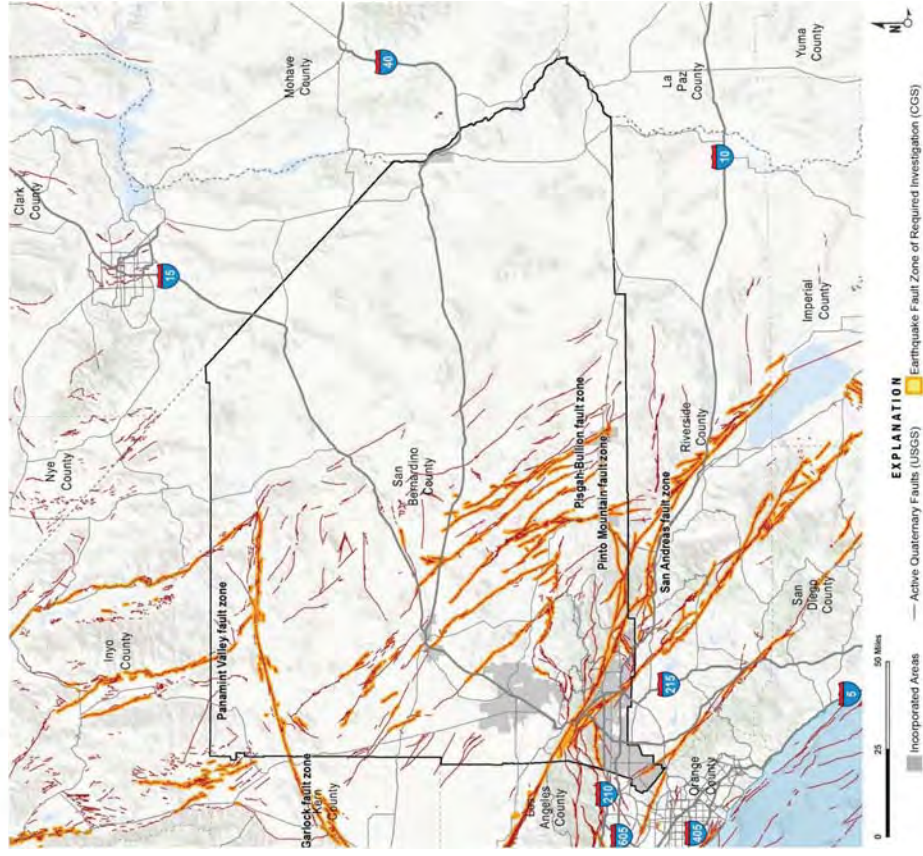 Clark
County
Nye
County
Inyo
County
15
Mohave
County
40
Panamint Valley fault zone
Garlock fault zone
Kern
County
San
Bernardino
County
Pisgah-Bullion fault zone
Pinto Mountain fault zone
San Andreas fault zone
Los
Angeles
County
210
605
405
Orange
County
215
5
Riverside
County
San
Diego
County
Imperial
County
10
La
Paz
County
Yuma
County
0
25
50 Miles
N
EXPLANATION
Incorporated Areas
Active Quaternary Faults (USGS)
Earthquake Fault Zone of Required Investigation (CGS)